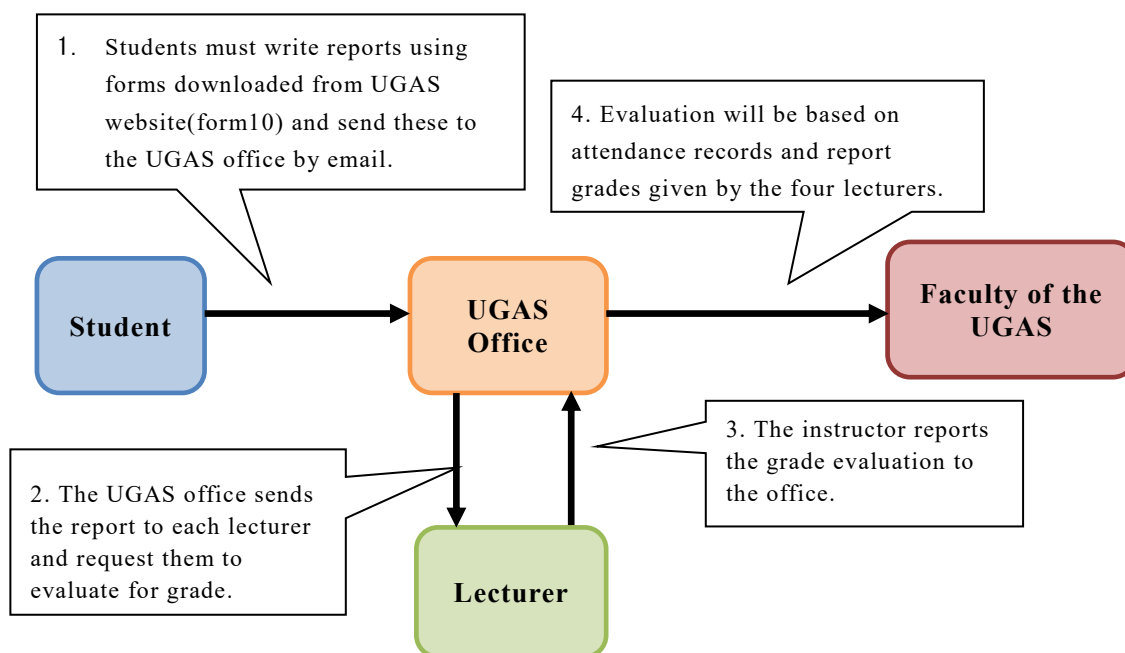 1. Students must write reports using
forms downloaded from UGAS
website(form10) and send these to
the UGAS office by email.
4. Evaluation will be based on
attendance records and report
grades given by the four lecturers.
Student
UGAS
Office
Faculty of the
UGAS
2. The UGAS office sends
the report to each lecturer
and request them to
evaluate for grade.
3. The instructor reports
the grade evaluation to
the office.
Lecturer